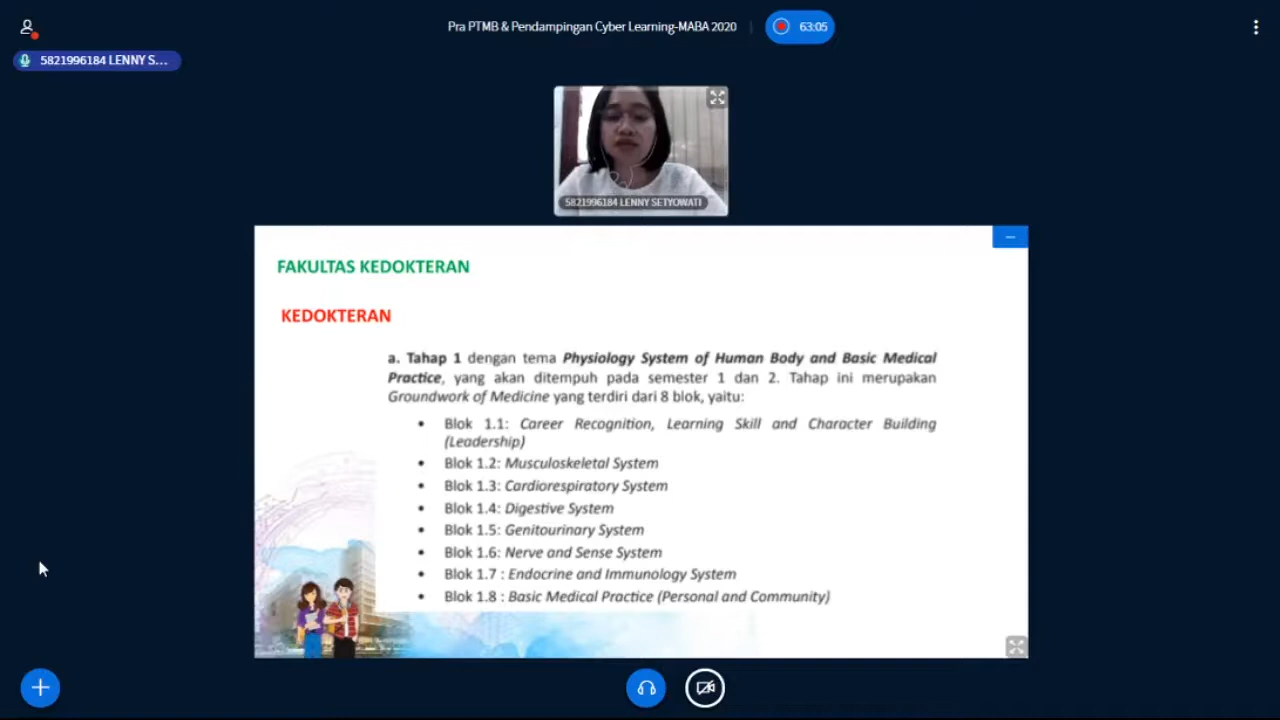 Pra PTMB & Pendampingan Cyber Learning-MABA 2020
63:05
5821996184 LENNY S...
5821996184 LENNY SETYOWATI
FAKULTAS KEDOKTERAN
KEDOKTERAN
a. Tahap 1 dengan tema Physiology System of Human Body and Basic Medical
Practice, yang akan ditempuh pada semester 1 dan 2. Tahap ini merupakan
Groundwork of Medicine yang terdiri dari 8 blok, yaitu:
• Blok 1.1: Career Recognition, Learning Skill and Character Building
(Leadership)
• Blok 1.2: Musculoskeletal System
• Blok 1.3: Cardiorespiratory System
• Blok 1.4: Digestive System
• Blok 1.5: Genitourinary System
• Blok 1.6: Nerve and Sense System
• Blok 1.7 : Endocrine and Immunology System
• Blok 1.8 : Basic Medical Practice (Personal and Community)